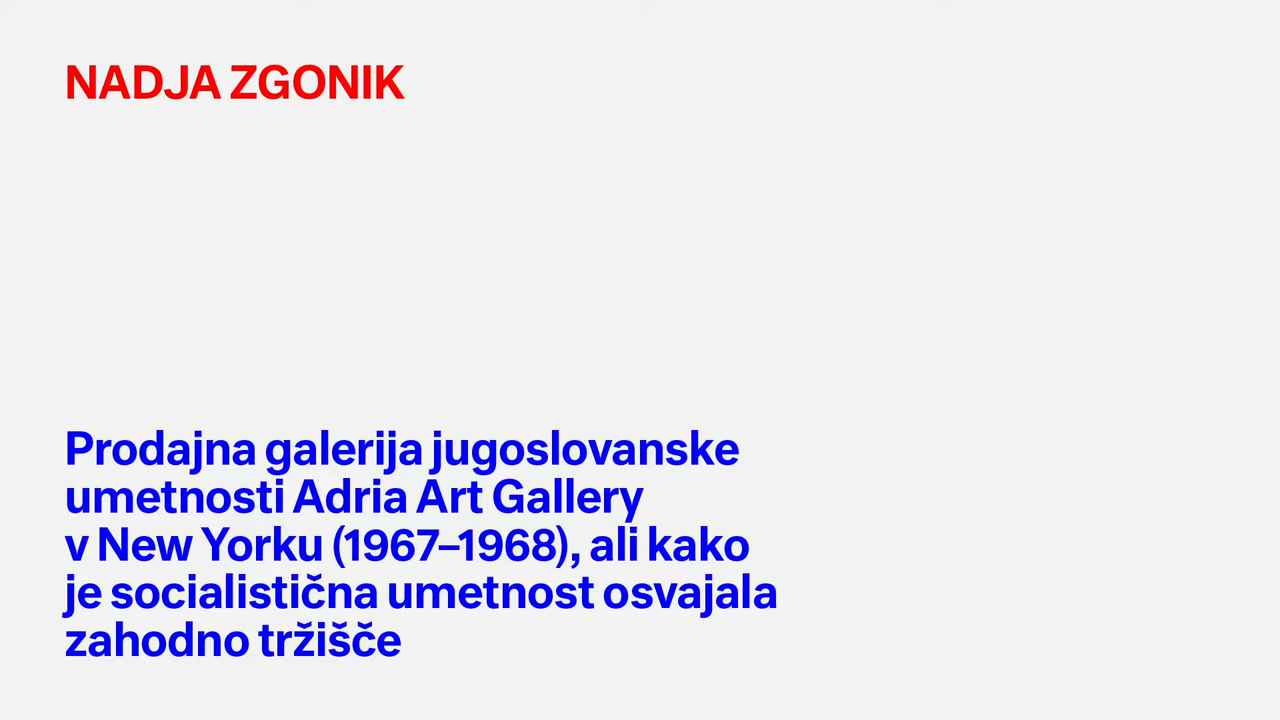 NADJA ZGONIK
Prodajna galerija jugoslovanske
umetnosti Adria Art Gallery
v New Yorku (1967–1968), ali kako
je socialistična umetnost osvajala
zahodno tržišče